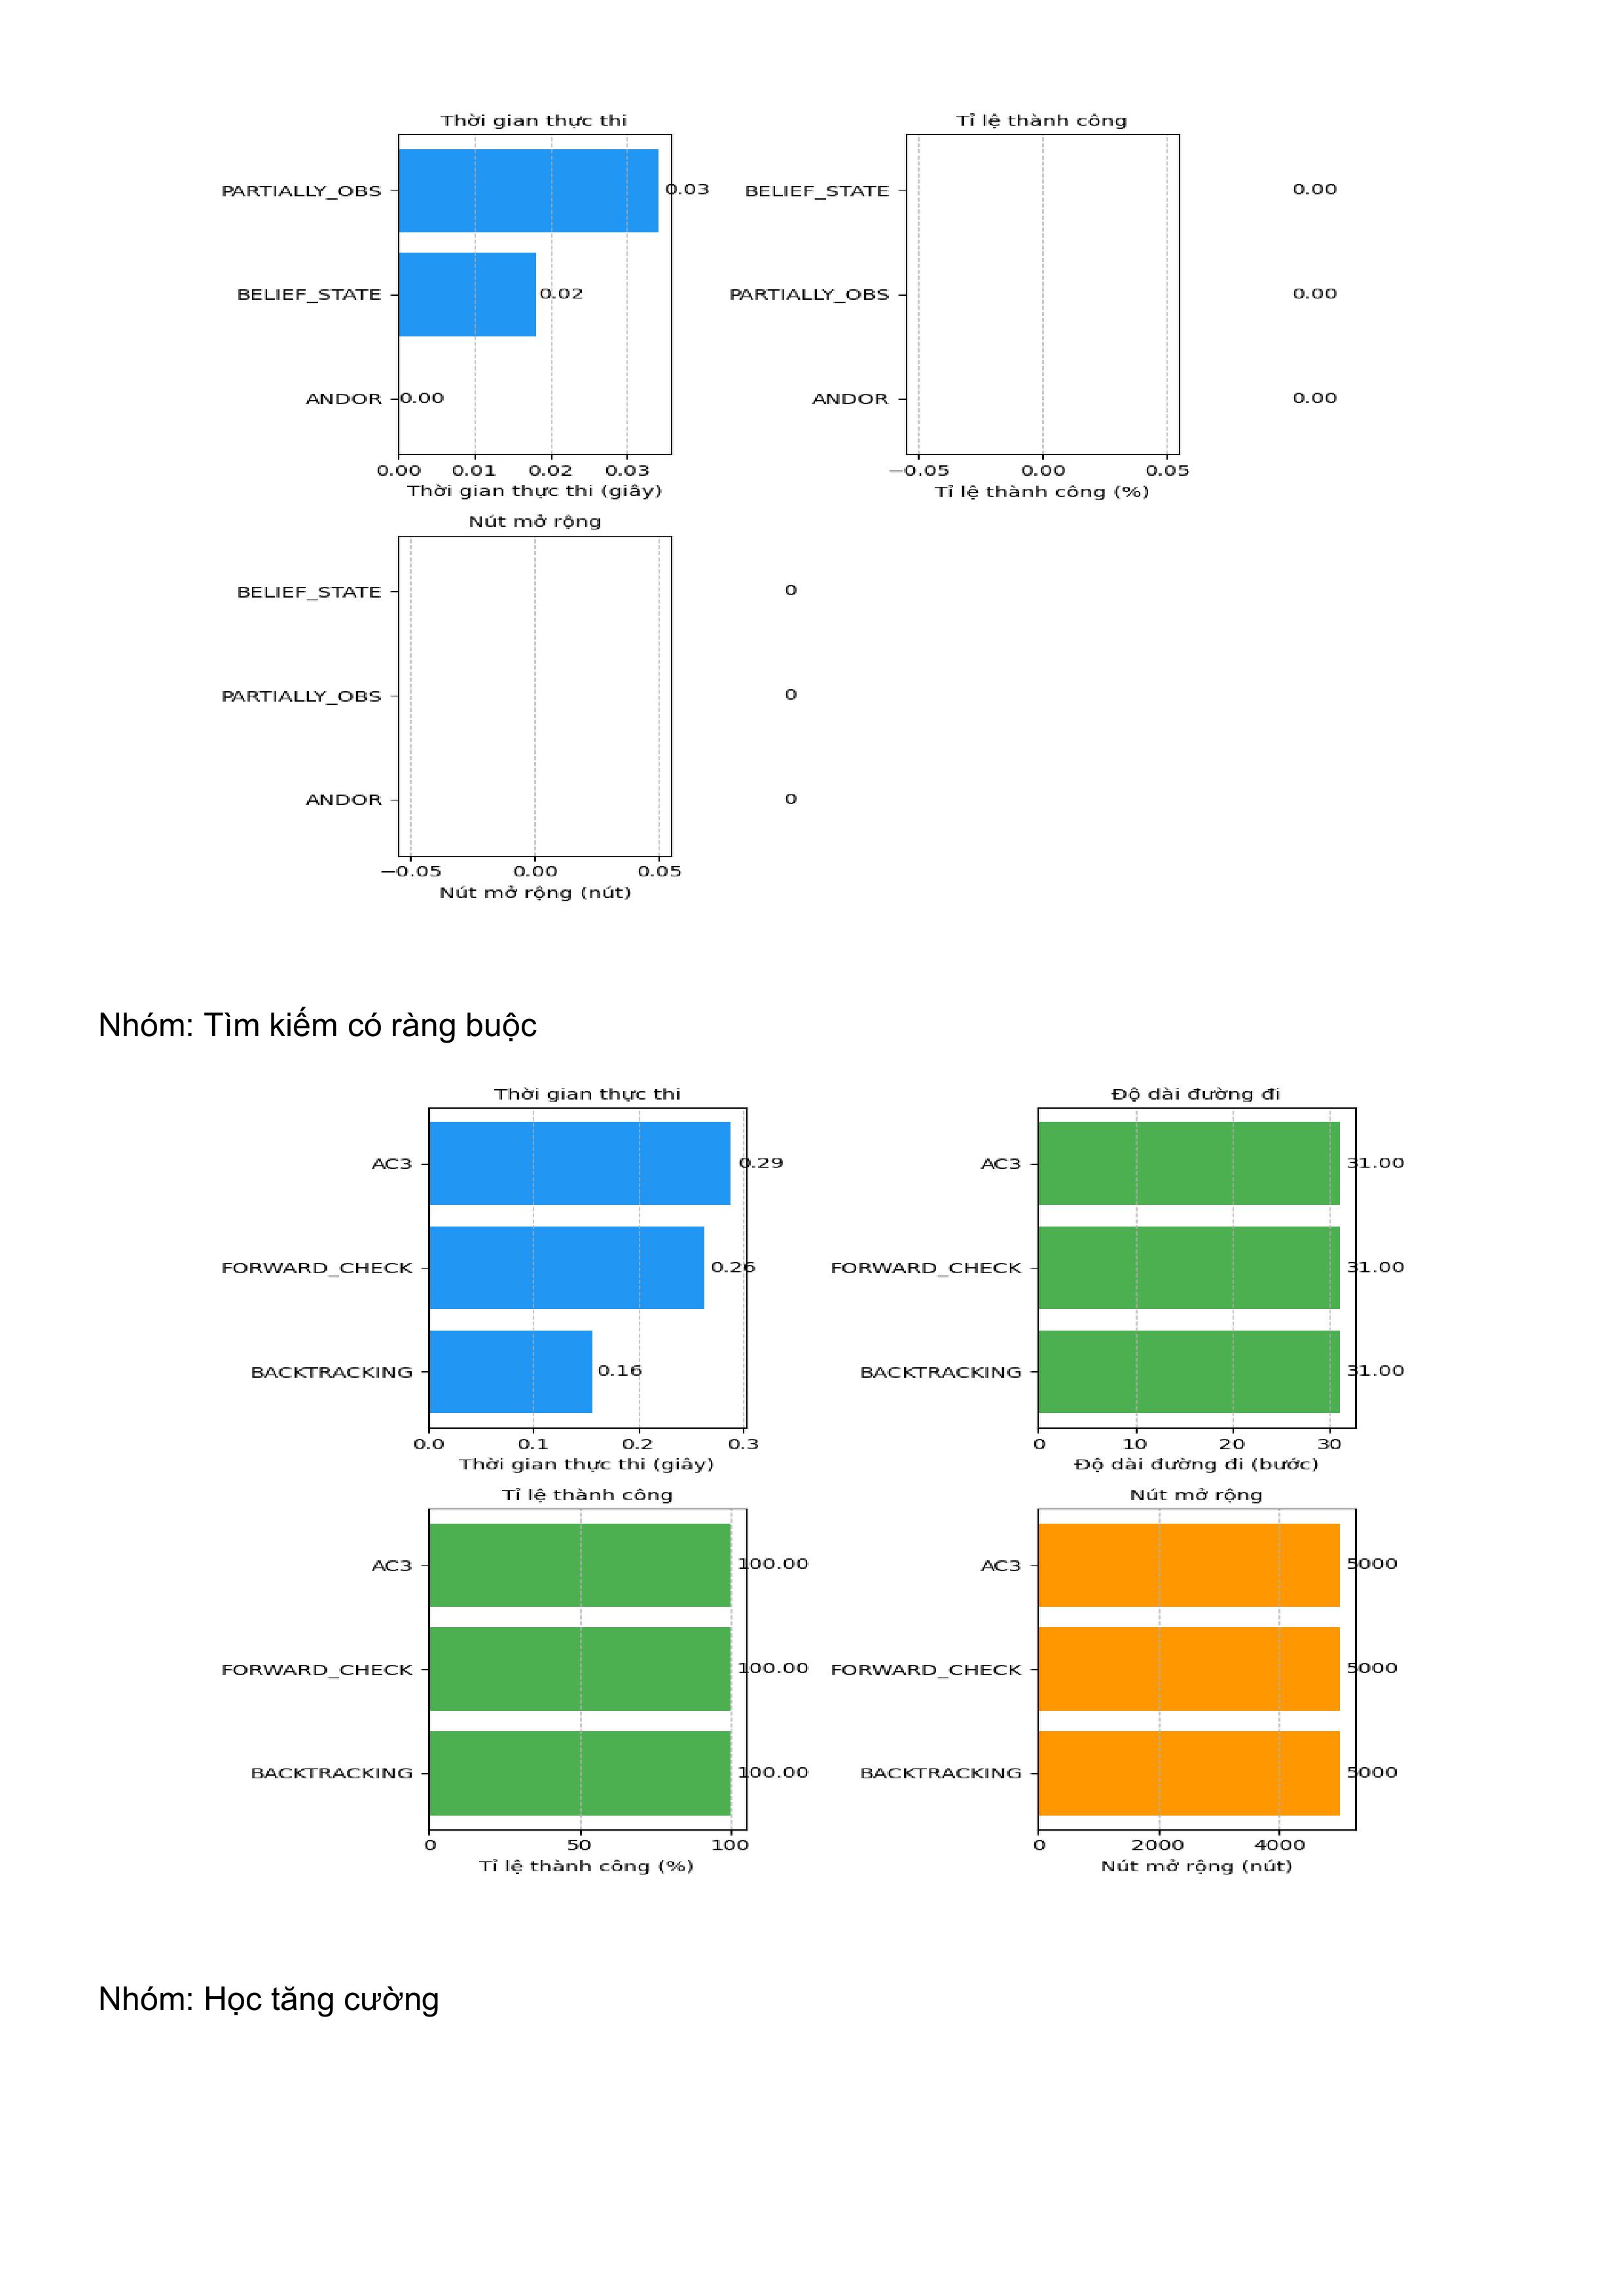 Thời gian thực thi
PARTIALLY_OBS
0.03
BELIEF_STATE
0.02
ANDOR
0.00
0.00 0.01 0.02 0.03
Thời gian thực thi (giây)
Tỉ lệ thành công
BELIEF_STATE
0.00
PARTIALLY_OBS
0.00
ANDOR
0.00
−0.05 0.00 0.05
Tỉ lệ thành công (%)
Nút mở rộng
BELIEF_STATE
0
PARTIALLY_OBS
0
ANDOR
0
−0.05 0.00 0.05
Nút mở rộng (nút)
Nhóm: Tìm kiếm có ràng buộc
Thời gian thực thi
AC3
0.29
FORWARD_CHECK
0.26
BACKTRACKING
0.16
0.0 0.1 0.2 0.3
Thời gian thực thi (giây)
Độ dài đường đi
AC3
31.00
FORWARD_CHECK
31.00
BACKTRACKING
31.00
0 10 20 30
Độ dài đường đi (bước)
Tỉ lệ thành công
AC3
100.00
FORWARD_CHECK
100.00
BACKTRACKING
100.00
0 50 100
Tỉ lệ thành công (%)
Nút mở rộng
AC3
5000
FORWARD_CHECK
5000
BACKTRACKING
5000
0 2000 4000
Nút mở rộng (nút)
Nhóm: Học tăng cường